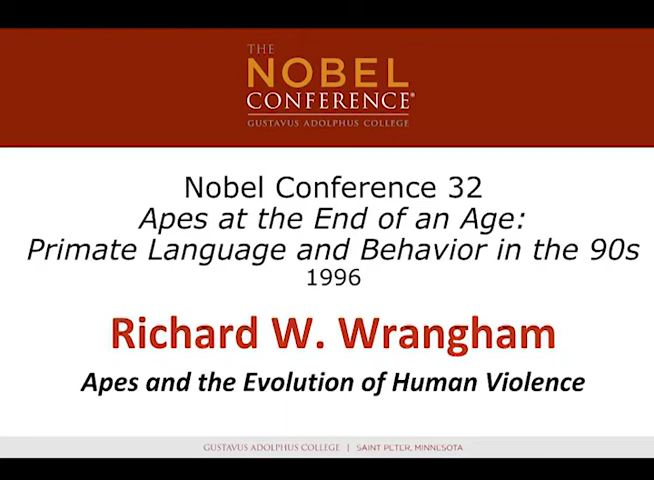 THE
NOBEL
CONFERENCE®
GUSTAVUS ADOLPHUS COLLEGE
Nobel Conference 32
Apes at the End of an Age:
Primate Language and Behavior in the 90s
1996
Richard W. Wrangham
Apes and the Evolution of Human Violence
GUSTAVUS ADOLPHUS COLLEGE | SAINT PETER, MINNESOTA